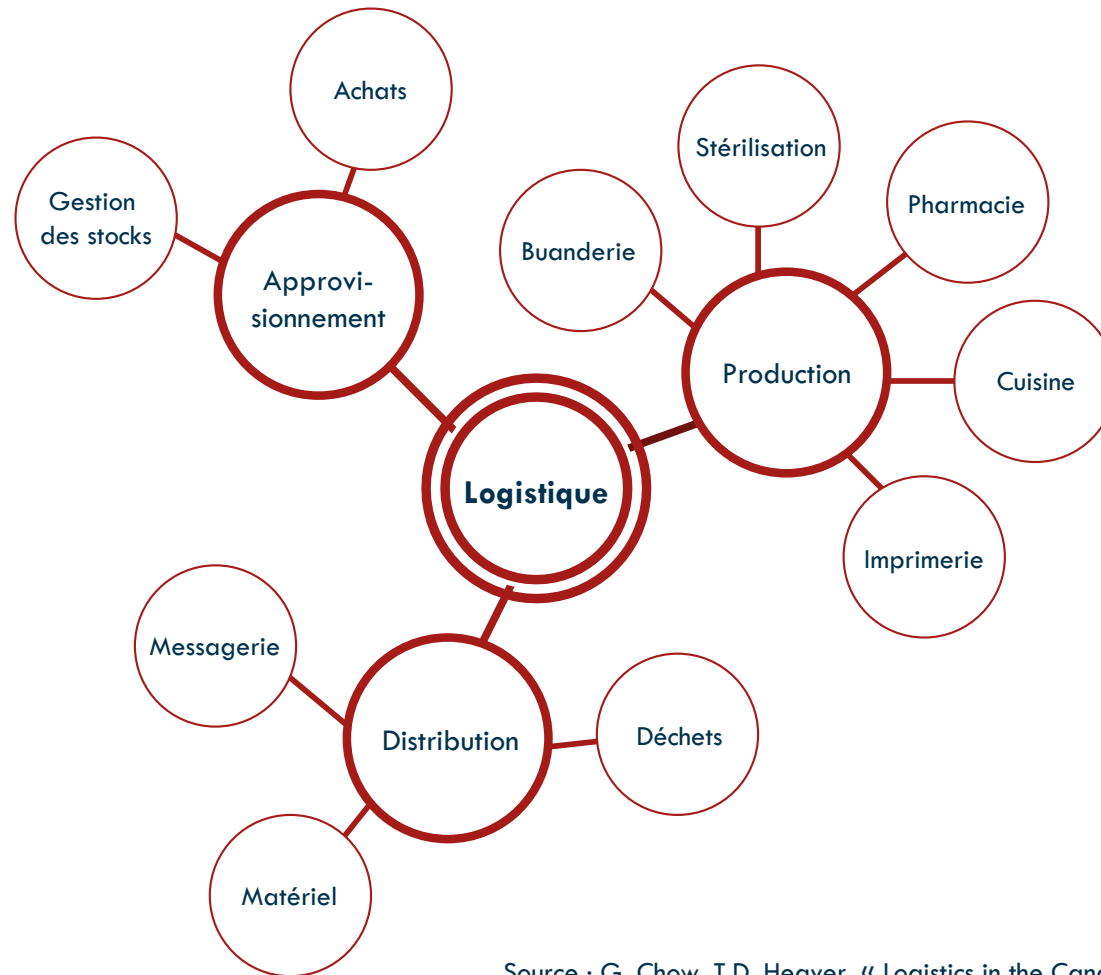 Achats
Gestion
des stocks
Approvi-
sionnement
Stérilisation
Pharmacie
Buanderie
Production
Cuisine
Imprimerie
Logistique
Messagerie
Distribution
Déchets
Matériel
Source : G. Chow, T.D. Heaver, « Logistics in the Cana